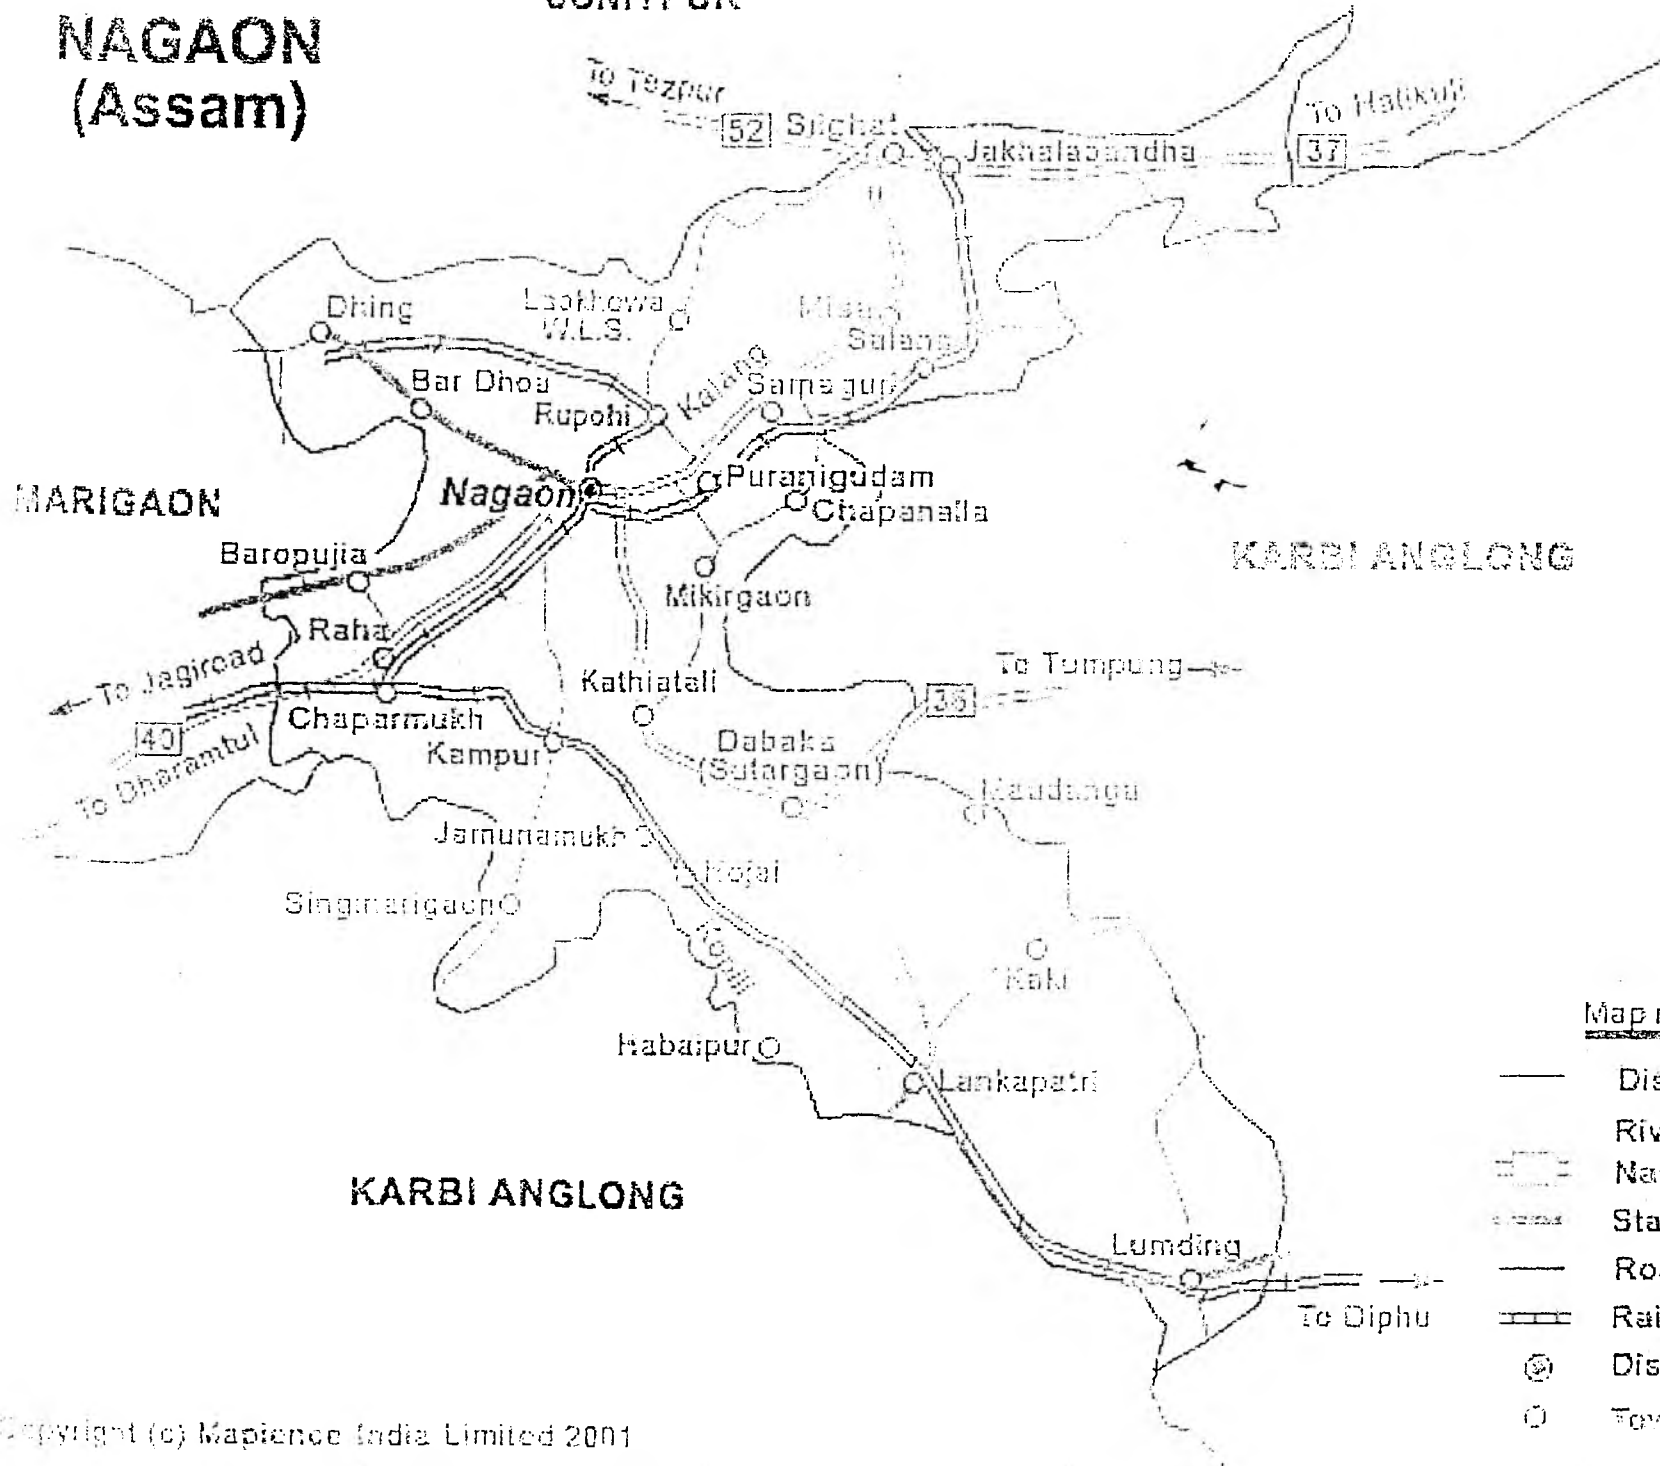 NAGAON
(Assam)
To Tezpur
52
Silghat
Jakhalabandha
37
To Hatikuli
Dhing
Laokhowa
W.L.S.
Misa
Salana
Bar Dhoa
Rupohi
Kalang
Samaguri
MARIGAON
Nagaon
Puranigudam
Chapanalla
Baropujia
Mikirgaon
KARBI ANGLONG
Raha
To Jagiroad
Kathiatali
To Tumpung
36
Chaparmukh
40
To Dharamtul
Kampur
Dabaka
(Sutargaon)
Jamunamukh
Hojai
Singmarigaon
Kaki
Habaipur
Lankapatri
KARBI ANGLONG
Lumding
To Diphu
Map
Dis
Riv
Na
Sta
Ro
Rai
Dis
Tow
Copyright (c) Mapience India Limited 2001